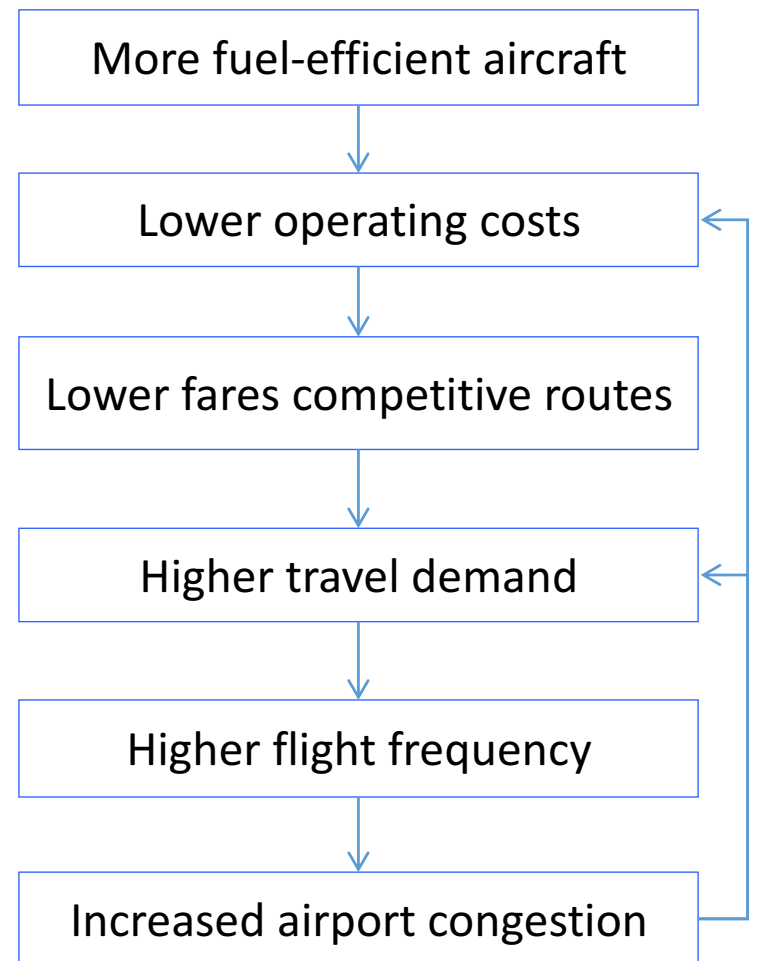 More fuel-efficient aircraft
Lower operating costs
Lower fares competitive routes
Higher travel demand
Higher flight frequency
Increased airport congestion